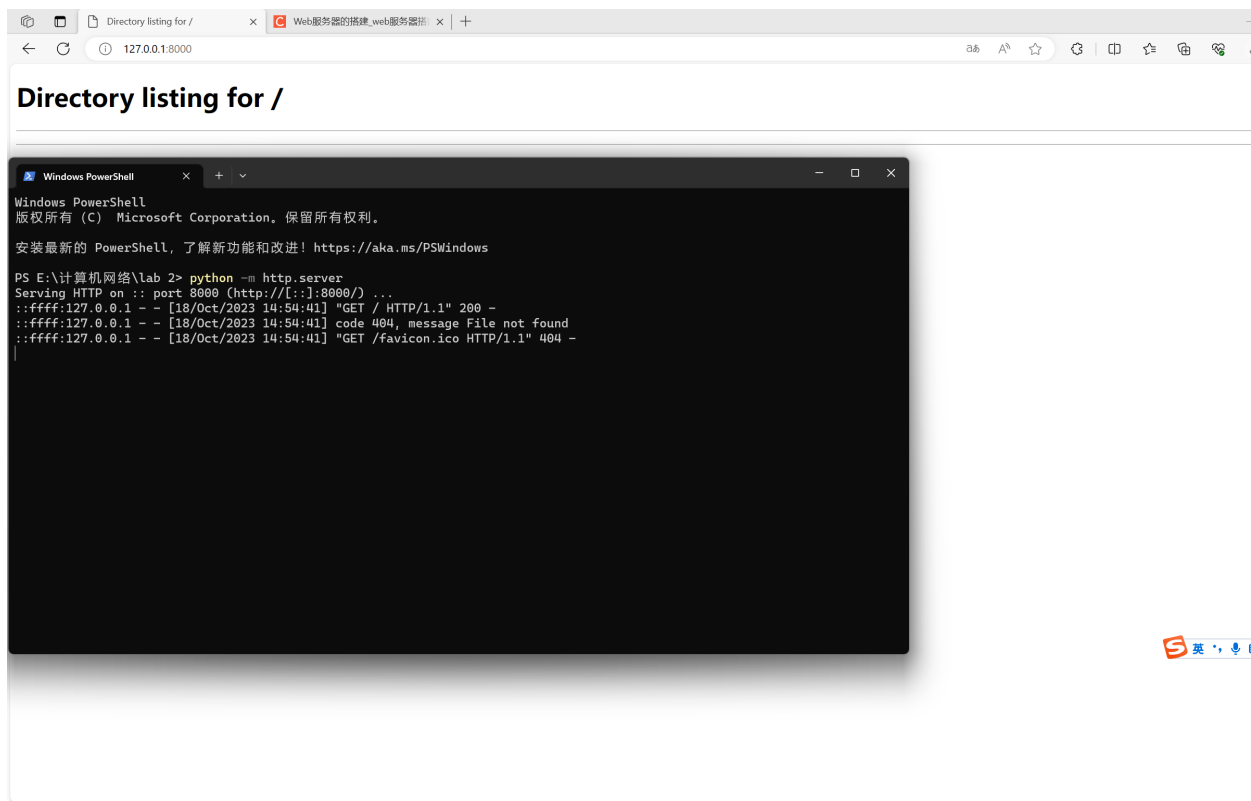 Directory listing for /
Web服务器的搭建_web服务器搭
127.0.0.1:8000
Directory listing for /
Windows PowerShell
Windows PowerShell
版权所有 (C) Microsoft Corporation。保留所有权利。
安装最新的 PowerShell，了解新功能和改进！https://aka.ms/PSWindows
PS E:\计算机网络\lab 2> python -m http.server
Serving HTTP on :: port 8000 (http://[::]:8000/) ...
::ffff:127.0.0.1 - - [18/Oct/2023 14:54:41] "GET / HTTP/1.1" 200 -
::ffff:127.0.0.1 - - [18/Oct/2023 14:54:41] code 404, message File not found
::ffff:127.0.0.1 - - [18/Oct/2023 14:54:41] "GET /favicon.ico HTTP/1.1" 404 -
英